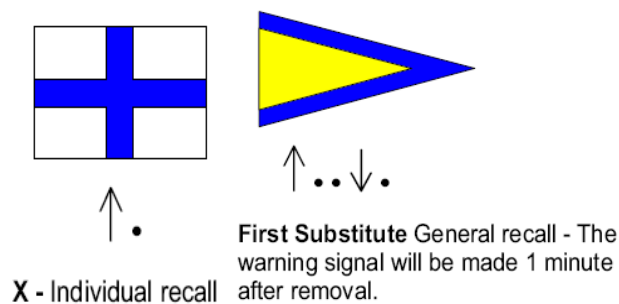 X - Individual recall
First Substitute General recall - The
warning signal will be made 1 minute
after removal.